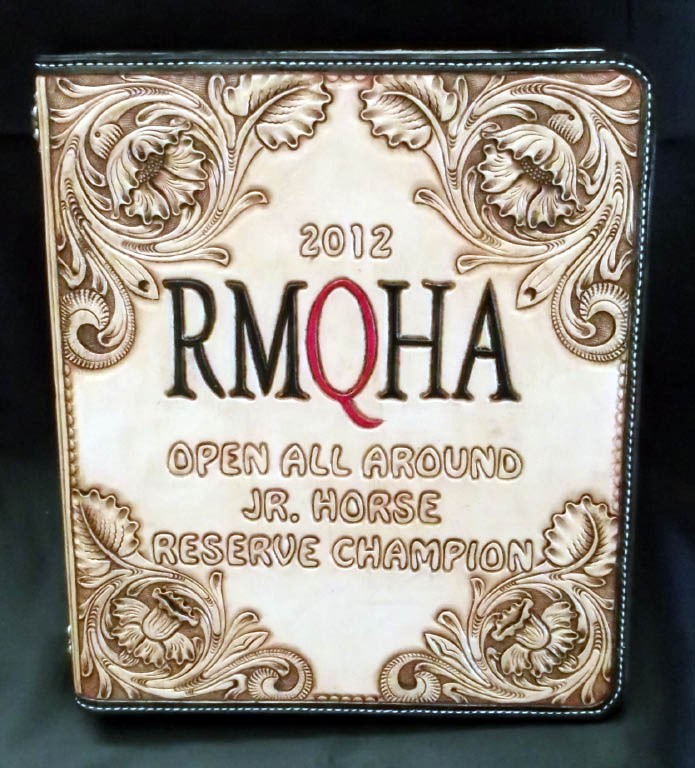 2012
RMQHA
OPEN ALL AROUND
JR. HORSE
RESERVE CHAMPION